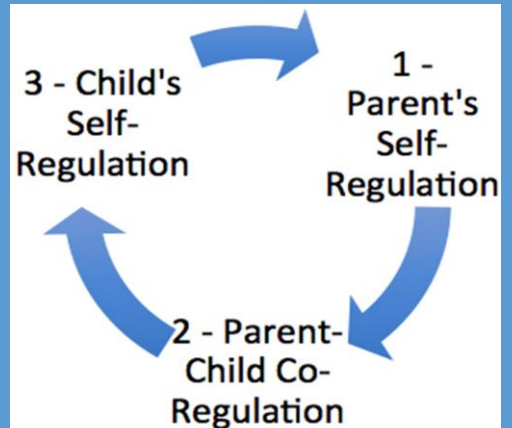 1 -
Parent's
Self-
Regulation
2 - Parent-
Child Co-
Regulation
3 - Child's
Self-
Regulation